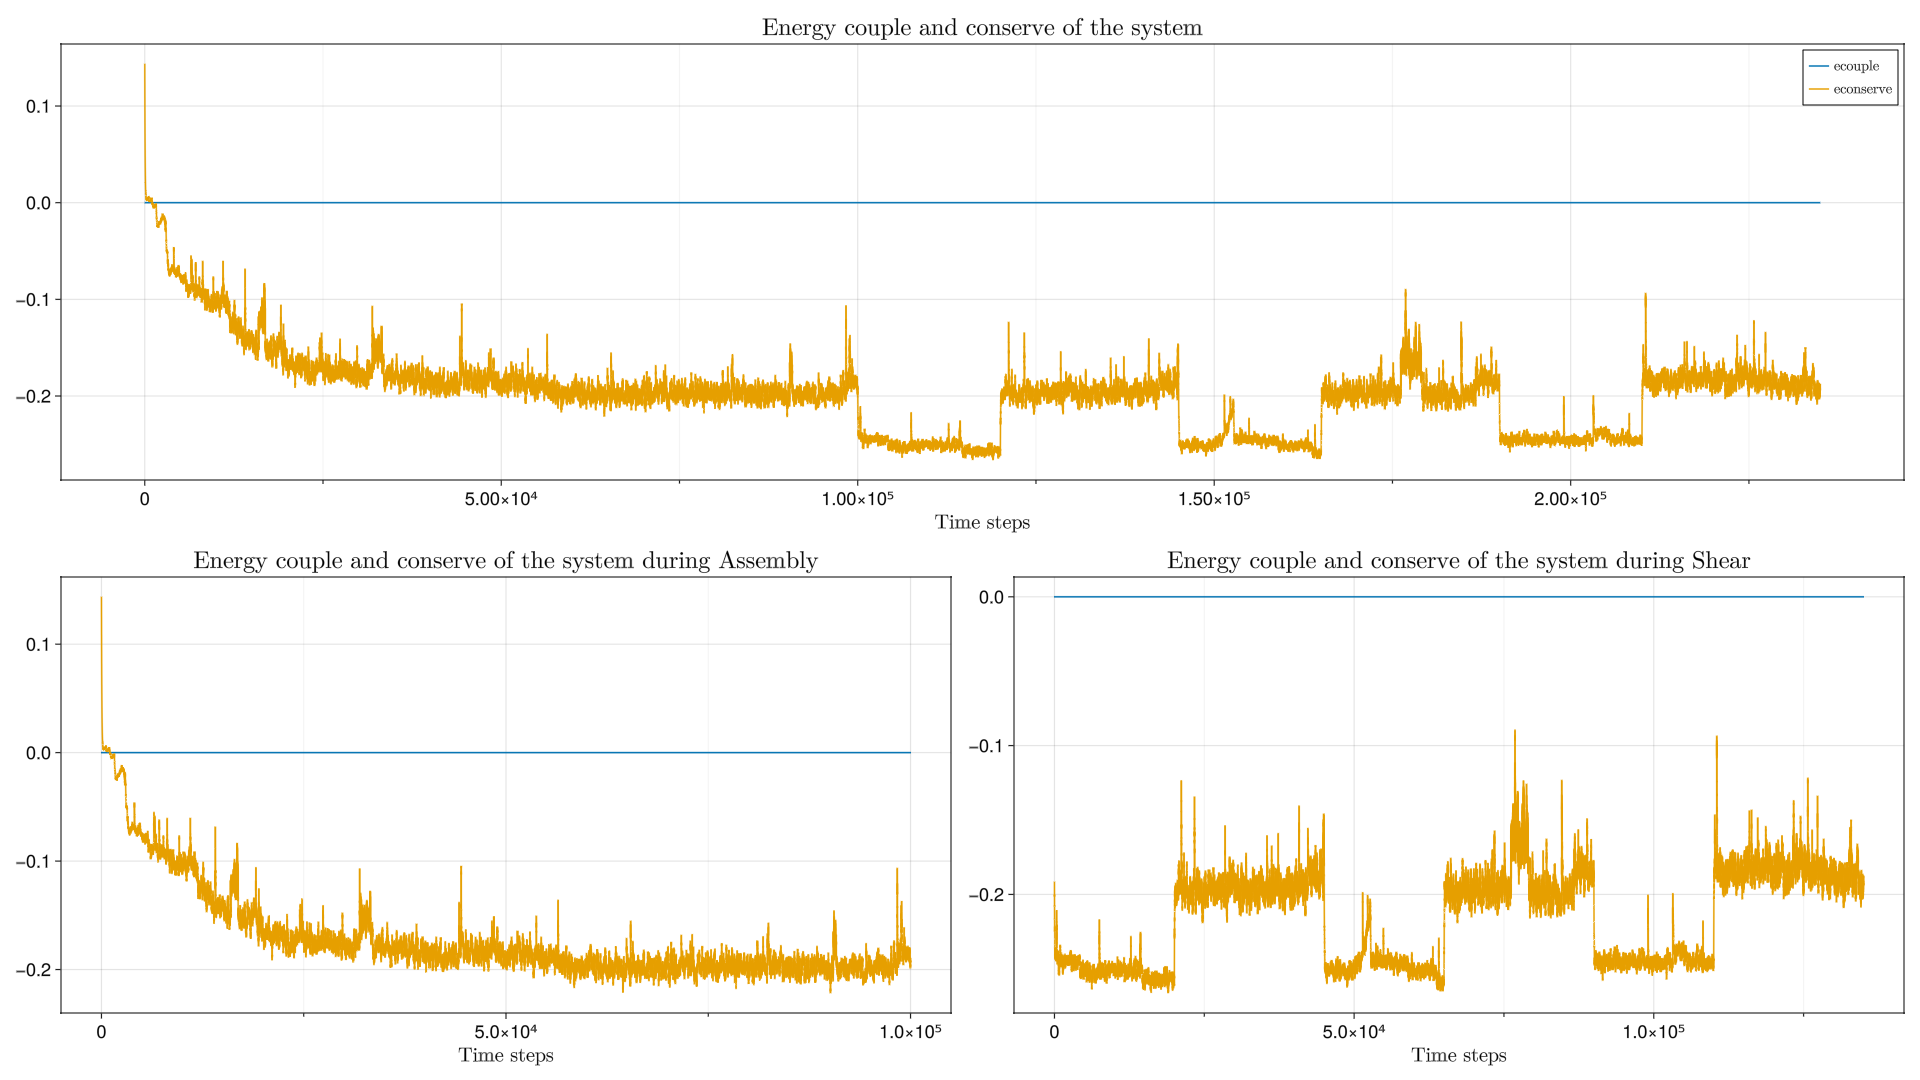 Energy couple and conserve of the system
ecouple
econserve
0.1
0.0
−0.1
−0.2
0
5.00×10⁴
1.00×10⁵
1.50×10⁵
2.00×10⁵
Time steps
Energy couple and conserve of the system during Assembly
0.1
0.0
−0.1
−0.2
0
5.0×10⁴
1.0×10⁵
Time steps
Energy couple and conserve of the system during Shear
0.0
−0.1
−0.2
0
5.0×10⁴
1.0×10⁵
Time steps